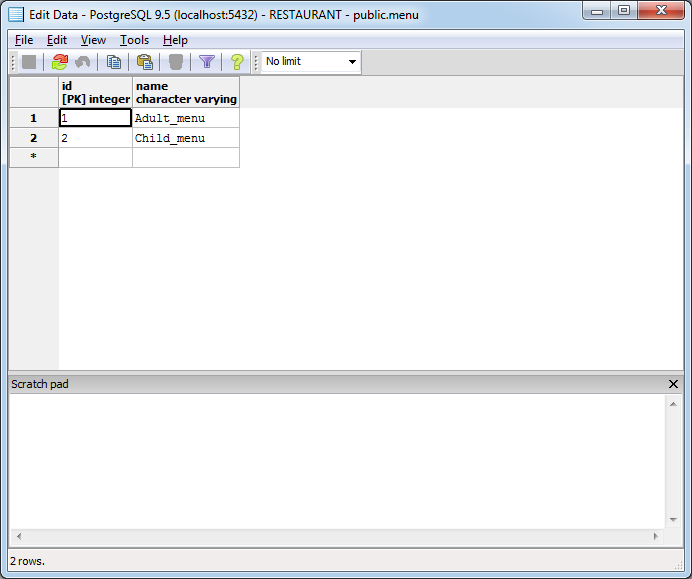 Edit Data - PostgreSQL 9.5 (localhost:5432) - RESTAURANT - public.menu
File Edit View Tools Help
No limit
id name
[PK] integer character varying
1 1 Adult_menu
2 2 Child_menu
*
Scratch pad
2 rows.